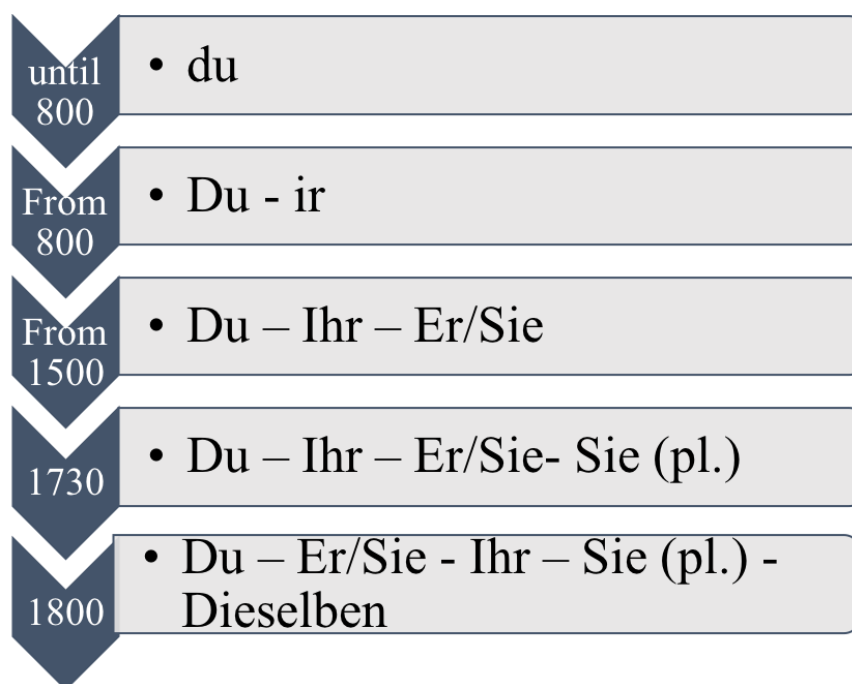 until
800
• du
From
800
• Du - ir
From
1500
• Du – Ihr – Er/Sie
1730
• Du – Ihr – Er/Sie- Sie (pl.)
1800
• Du – Er/Sie - Ihr – Sie (pl.) -
Dieselben